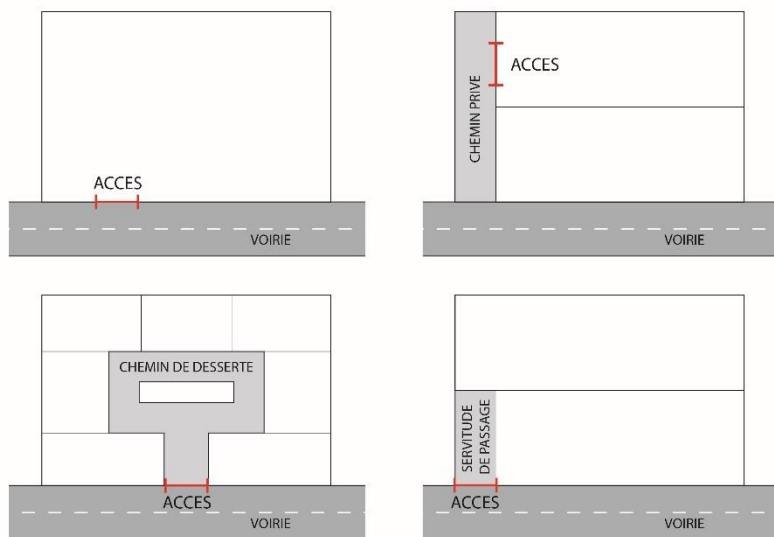 ACCES
VOIRIE
CHEMIN PRIVE
ACCES
VOIRIE
CHEMIN DE DESSERTE
ACCES
VOIRIE
SERVITUDE
DE PASSAGE
ACCES
VOIRIE